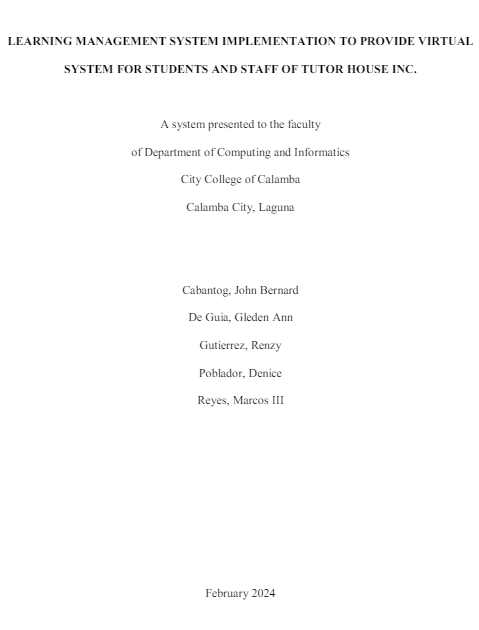 LEARNING MANAGEMENT SYSTEM IMPLEMENTATION TO PROVIDE VIRTUAL
SYSTEM FOR STUDENTS AND STAFF OF TUTOR HOUSE INC.
A system presented to the faculty
of Department of Computing and Informatics
City College of Calamba
Calamba City, Laguna
Cabantog, John Bernard
De Guia, Gleden Ann
Gutierrez, Renzy
Poblador, Denice
Reyes, Marcos III
February 2024